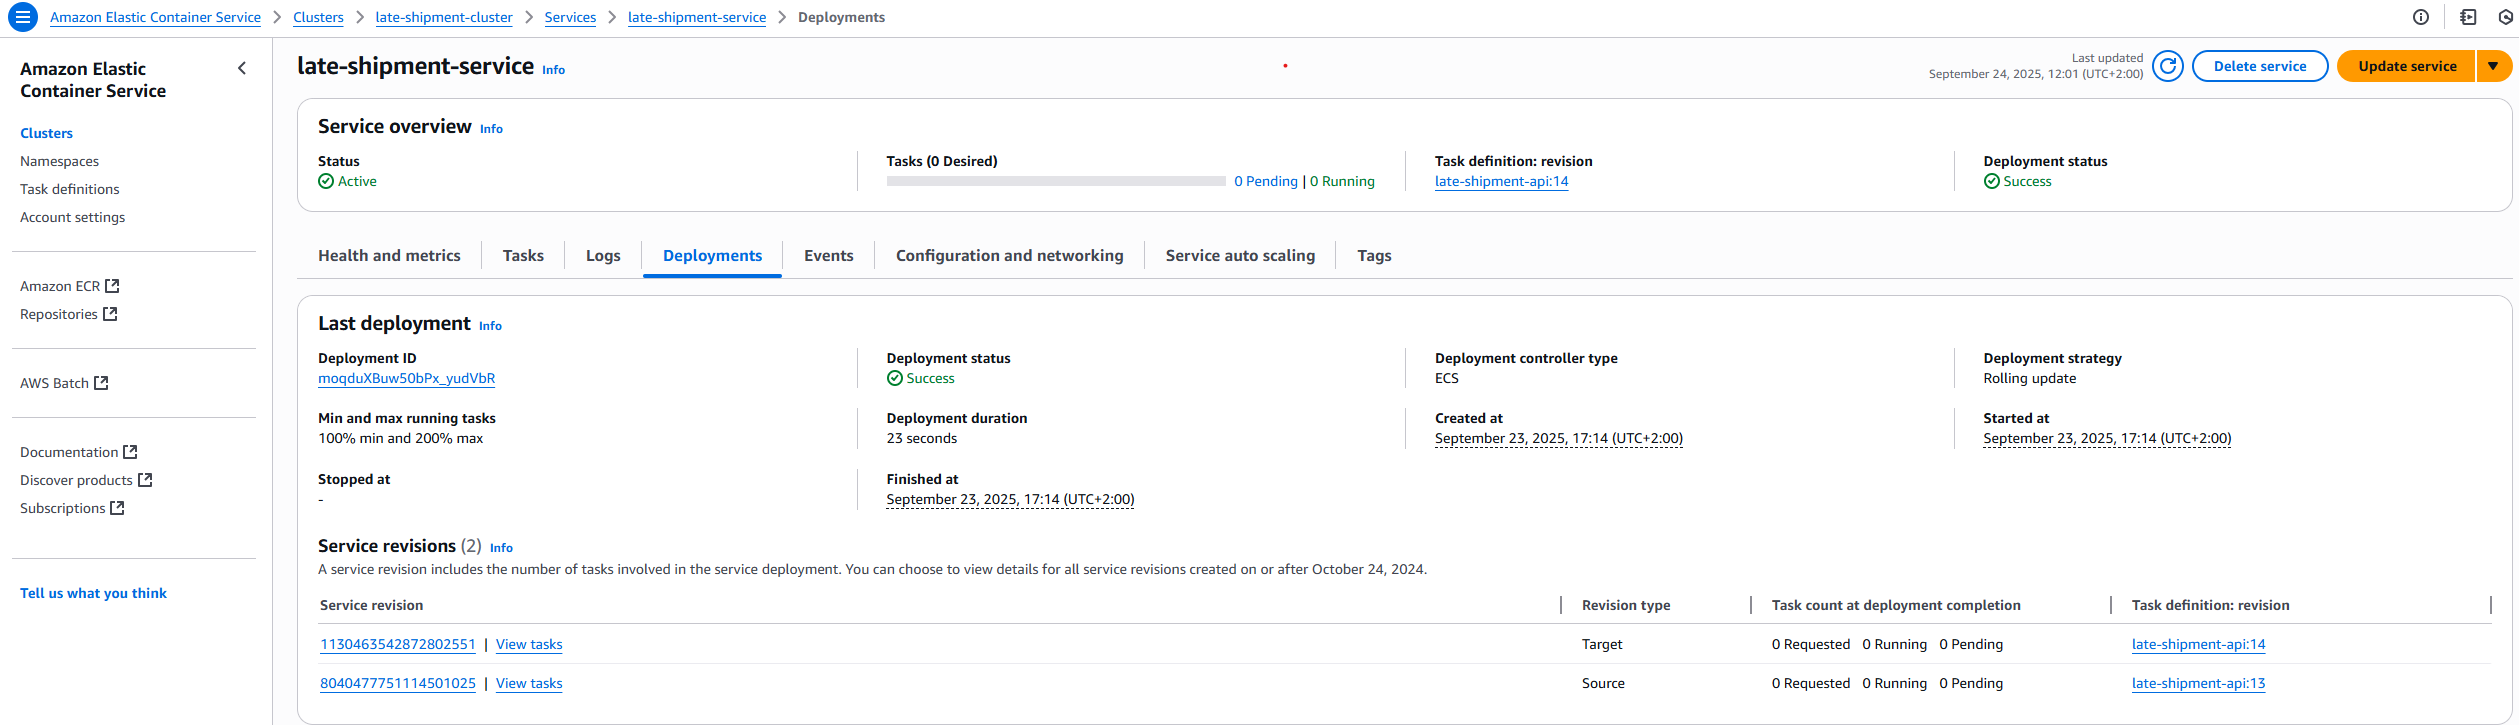 Amazon Elastic Container Service > Clusters > late-shipment-cluster > Services > late-shipment-service > Deployments
Amazon Elastic
Container Service
Clusters
Namespaces
Task definitions
Account settings
Amazon ECR
Repositories
AWS Batch
Documentation
Discover products
Subscriptions
Tell us what you think
late-shipment-service Info
Last updated
September 24, 2025, 12:01 (UTC+2:00)
Delete service
Update service
Service overview Info
Status
Active
Tasks (0 Desired)
0 Pending | 0 Running
Task definition: revision
late-shipment-api:14
Deployment status
Success
Health and metrics Tasks Logs Deployments Events Configuration and networking Service auto scaling Tags
Last deployment Info
Deployment ID
moqduXBuw50bPx_yudVbR
Deployment status
Success
Deployment controller type
ECS
Deployment strategy
Rolling update
Min and max running tasks
100% min and 200% max
Deployment duration
23 seconds
Created at
September 23, 2025, 17:14 (UTC+2:00)
Started at
September 23, 2025, 17:14 (UTC+2:00)
Stopped at
-
Finished at
September 23, 2025, 17:14 (UTC+2:00)
Service revisions (2) Info
A service revision includes the number of tasks involved in the service deployment. You can choose to view details for all service revisions created on or after October 24, 2024.
Service revision Revision type Task count at deployment completion Task definition: revision
1130463542872802551 | View tasks Target 0 Requested 0 Running 0 Pending late-shipment-api:14
8040477751114501025 | View tasks Source 0 Requested 0 Running 0 Pending late-shipment-api:13